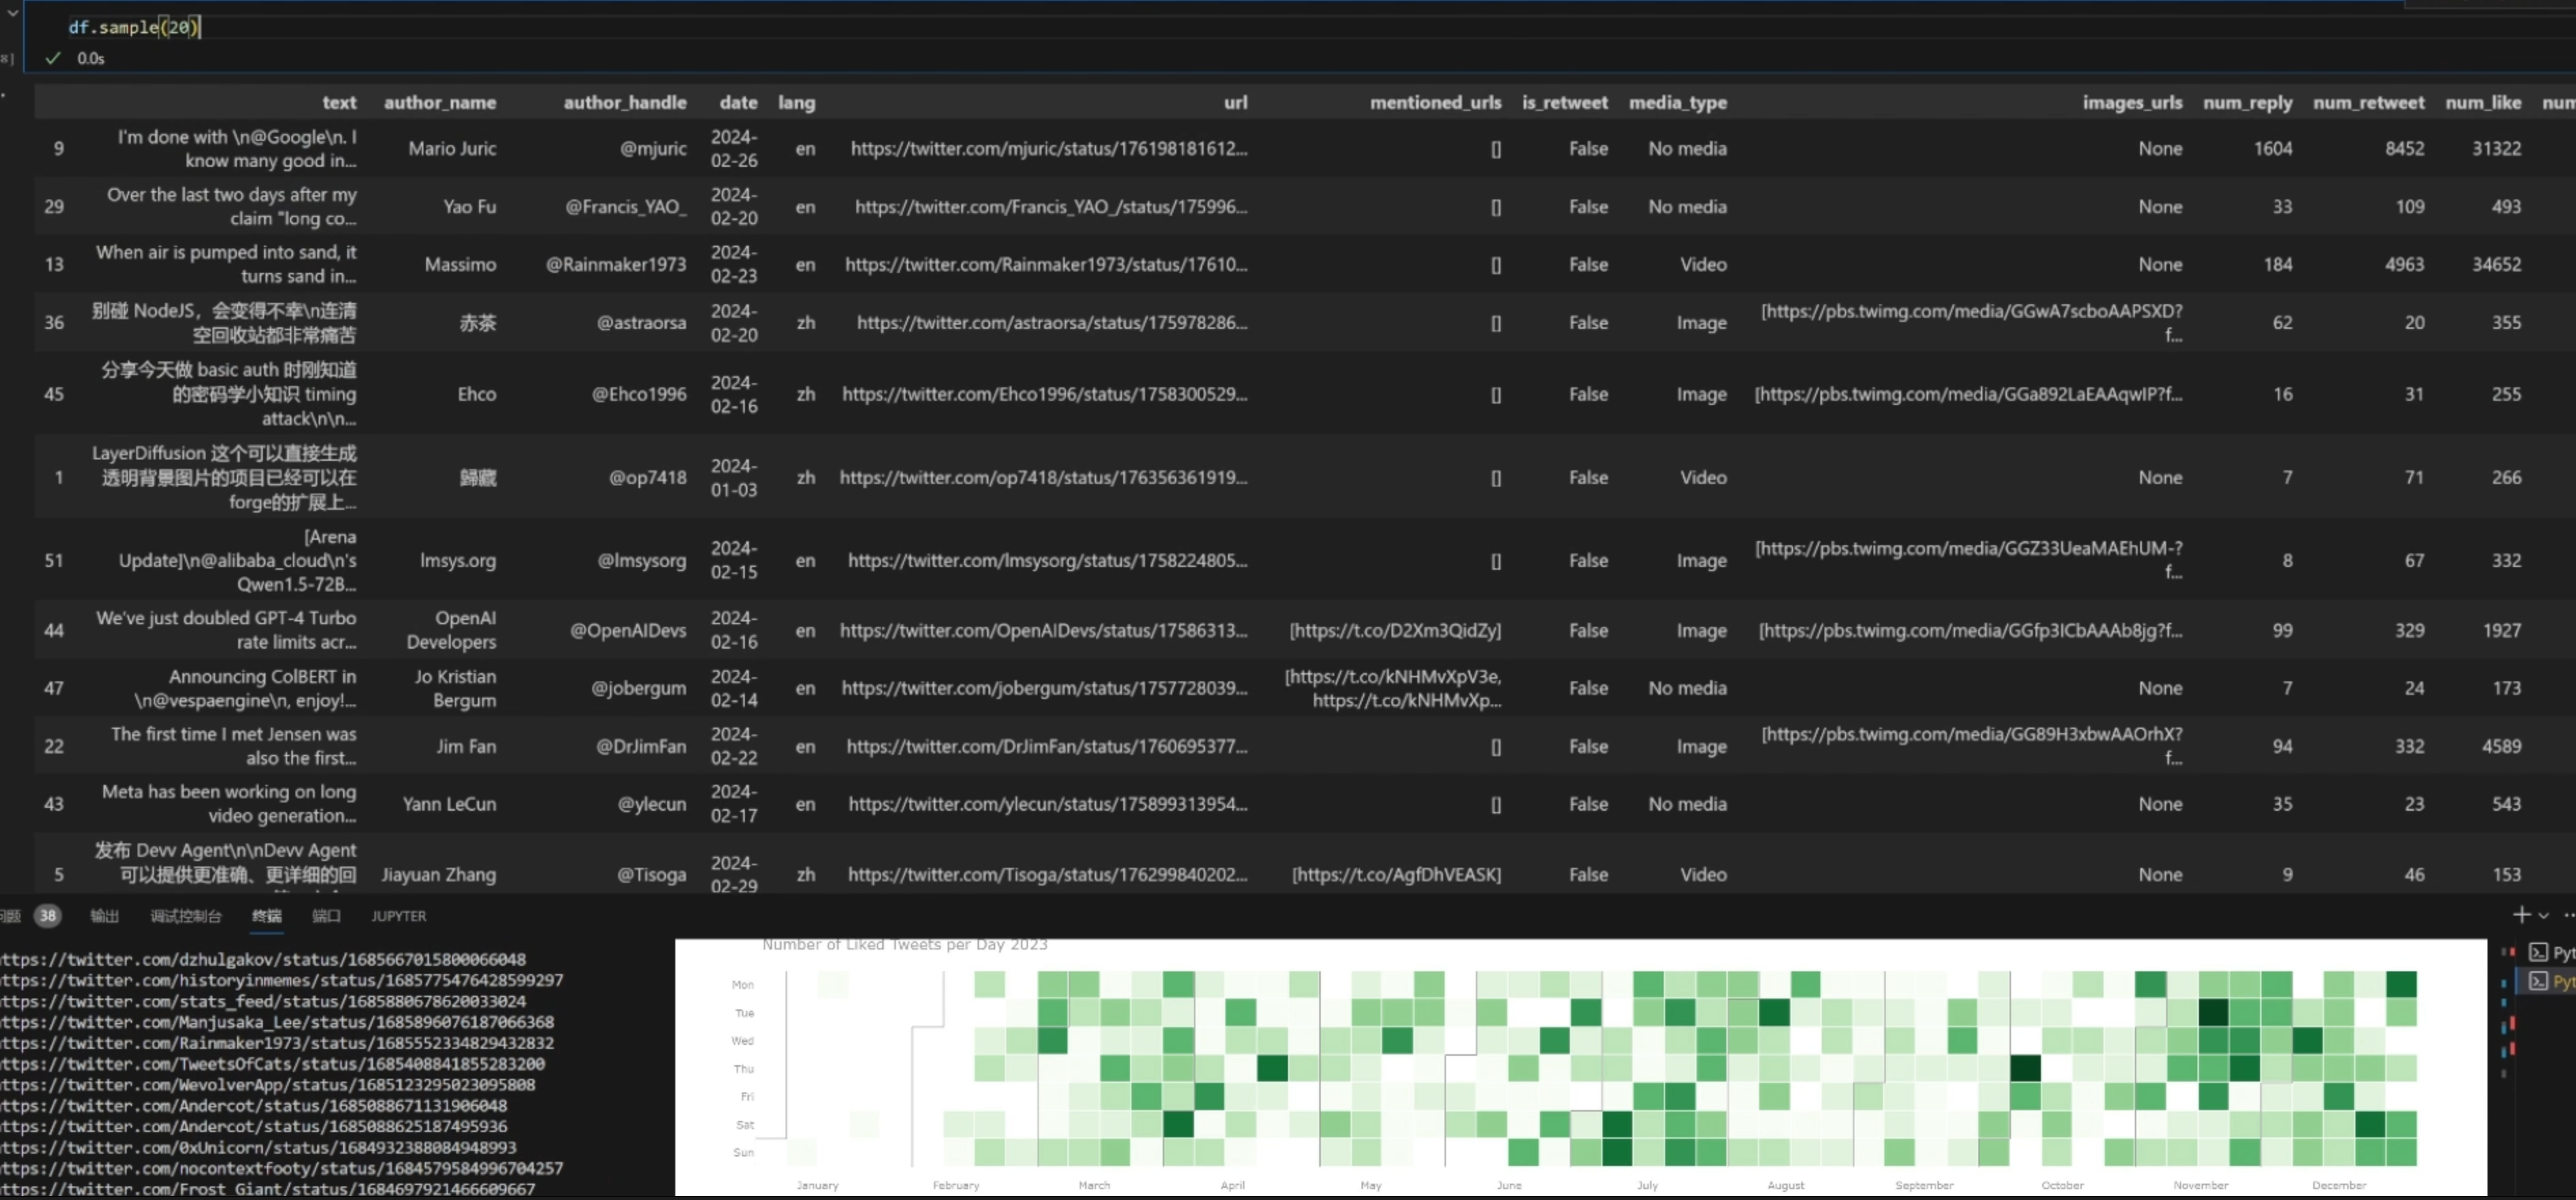 df.sample(20)
0.0s
text author_name author_handle date lang url mentioned_urls is_retweet media_type images_urls num_reply num_retweet num_like
9 I'm done with \n@Google\n. I know many good in... Mario Juric @mjuric 2024-02-26 en https://twitter.com/mjuric/status/176198181612... [] False No media None 1604 8452 31322
29 Over the last two days after my claim "long co... Yao Fu @Francis_YAO_ 2024-02-20 en https://twitter.com/Francis_YAO_/status/175996... [] False No media None 33 109 493
13 When air is pumped into sand, it turns sand in... Massimo @Rainmaker1973 2024-02-23 en https://twitter.com/Rainmaker1973/status/17610... [] False Video None 184 4963 34652
36 别碰 NodeJS，会变得不幸\n连清空回收站都非常痛苦 赤茶 @astraorsa 2024-02-20 zh https://twitter.com/astraorsa/status/175978286... [] False Image [https://pbs.twimg.com/media/GGwA7scboAAPSXD?f... 62 20 355
45 分享今天做 basic auth 时刚知道的密码学小知识 timing attack\n\n... Ehco @Ehco1996 2024-02-16 zh https://twitter.com/Ehco1996/status/1758300529... [] False Image [https://pbs.twimg.com/media/GGa892LaEAAqwIP?f... 16 31 255
1 LayerDiffusion 这个可以直接生成透明背景图片的项目已经可以在forge的扩展上... 歸藏 @op7418 2024-01-03 zh https://twitter.com/op7418/status/176356361919... [] False Video None 7 71 266
51 [Arena Update]\n@alibaba_cloud\n's Qwen1.5-72B... lmsys.org @lmsysorg 2024-02-15 en https://twitter.com/lmsysorg/status/1758224805... [] False Image [https://pbs.twimg.com/media/GGZ33UeaMAEhUM-?f... 8 67 332
44 We've just doubled GPT-4 Turbo rate limits acr... OpenAI Developers @OpenAIDevs 2024-02-16 en https://twitter.com/OpenAIDevs/status/17586313... [https://t.co/D2Xm3QidZy] False Image [https://pbs.twimg.com/media/GGfp3ICbAAAb8jg?f... 99 329 1927
47 Announcing ColBERT in \n@vespaengine\n, enjoy!... Jo Kristian Bergum @jobergum 2024-02-14 en https://twitter.com/jobergum/status/1757728039... [https://t.co/kNHMvXpV3e, https://t.co/kNHMvXp... False No media None 7 24 173
22 The first time I met Jensen was also the first... Jim Fan @DrJimFan 2024-02-22 en https://twitter.com/DrJimFan/status/1760695377... [] False Image [https://pbs.twimg.com/media/GG89H3xbwAAOrhX?f... 94 332 4589
43 Meta has been working on long video generation... Yann LeCun @ylecun 2024-02-17 en https://twitter.com/ylecun/status/175899313954... [] False No media None 35 23 543
5 发布 Devv Agent\n\nDevv Agent 可以提供更准确、更详细的回 Jiayuan Zhang @Tisoga 2024-02-29 zh https://twitter.com/Tisoga/status/176299840202... [https://t.co/AgfDhVEASK] False Video None 9 46 153
问题 38 输出 调试控制台 终端 端口 JUPYTER
ttps://twitter.com/dzhulgakov/status/1685667015800066048
ttps://twitter.com/historyinmemes/status/1685775476428599297
ttps://twitter.com/stats_feed/status/1685880678620033024
ttps://twitter.com/Manjusaka_Lee/status/1685896076187066368
ttps://twitter.com/Rainmaker1973/status/1685552334829432832
ttps://twitter.com/TweetsOfCats/status/1685408841855283200
ttps://twitter.com/WevolverApp/status/1685123295023095808
ttps://twitter.com/Andercot/status/1685088671131906048
ttps://twitter.com/Andercot/status/1685088625187495936
ttps://twitter.com/0xUnicorn/status/1684932388084948993
ttps://twitter.com/nocontextfooty/status/1684579584996704257
ttps://twitter.com/Frost_Giant/status/1684697921466609667
Number of Liked Tweets per Day 2023
Mon
Tue
Wed
Thu
Fri
Sat
Sun
January February March April May June July August September October November December
Pyt
Pyt